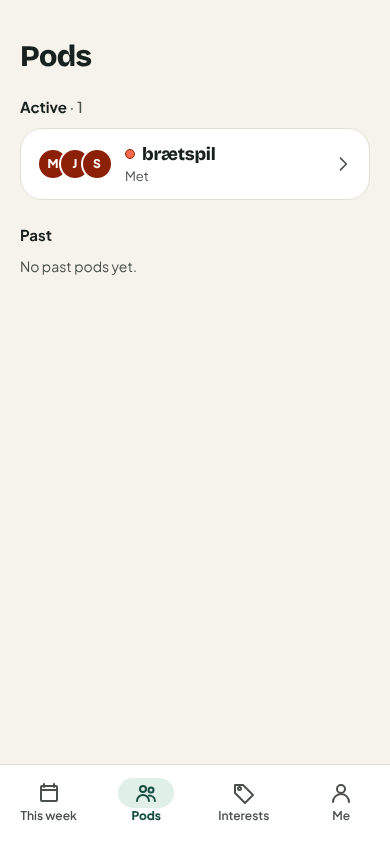 Pods
Active · 1
M J S
brætspil
Met
Past
No past pods yet.
This week
Pods
Interests
Me